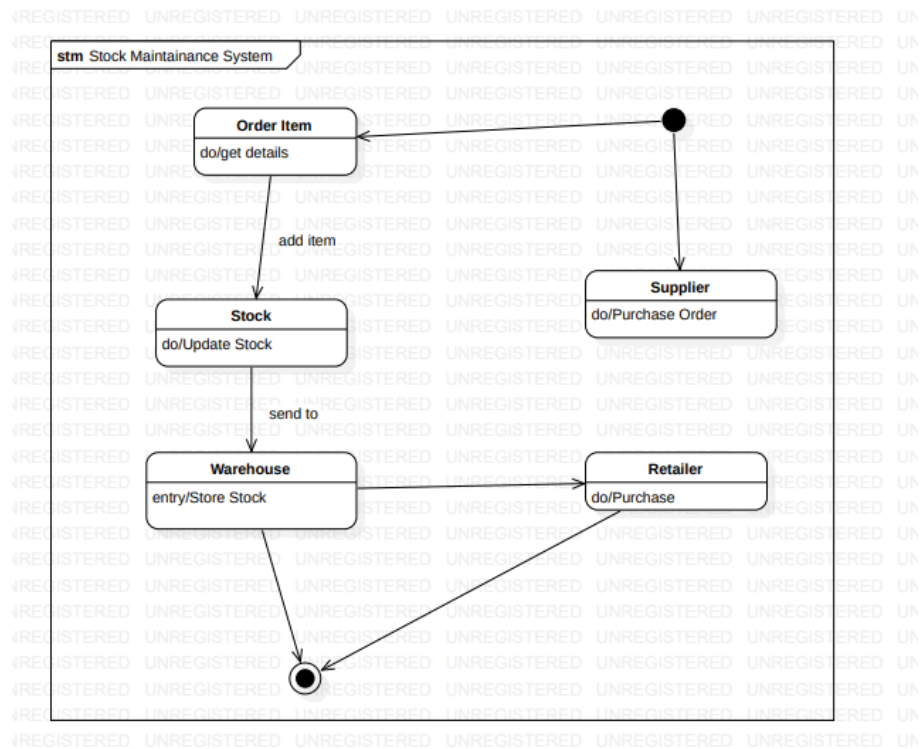 stm Stock Maintainance System
Order Item
do/get details
add item
Supplier
do/Purchase Order
Stock
do/Update Stock
send to
Warehouse
entry/Store Stock
Retailer
do/Purchase
UNREGISTERED